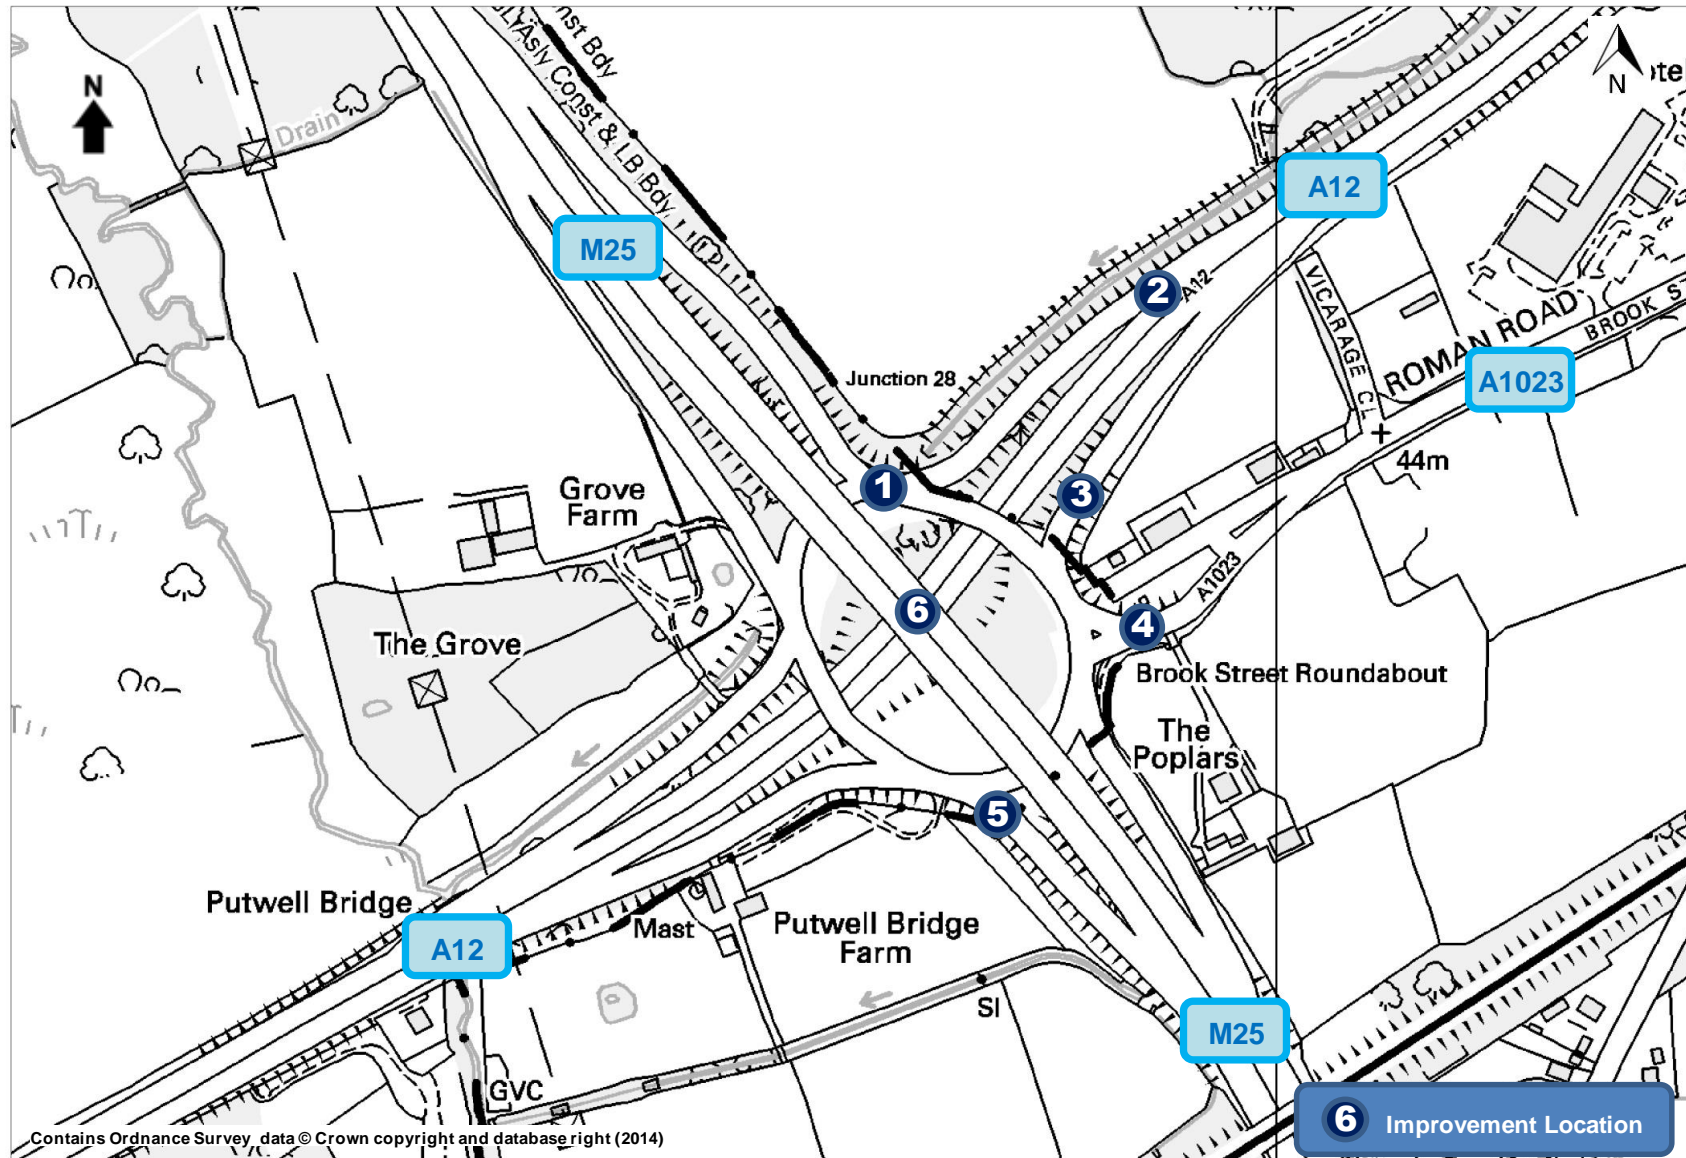 Const Bdy
Asly Const & LB Bdy
N
N
Drain
A12
M25
2
A12
VICARAGE CL
ROMAN ROAD
BROOK S
A1023
Junction 28
44m
1
3
Grove
Farm
A1023
6
4
The Grove
Brook Street Roundabout
The
Poplars
5
Putwell Bridge
A12
Mast
Putwell Bridge
Farm
SI
M25
GVC
6 Improvement Location
Contains Ordnance Survey data © Crown copyright and database right (2014)